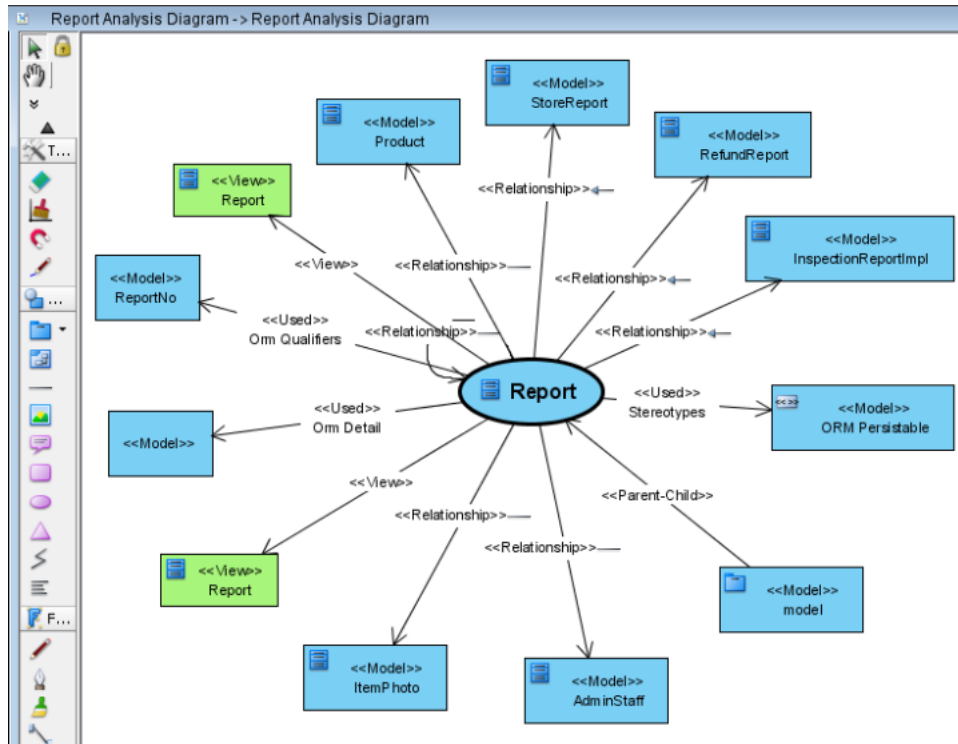 Report Analysis Diagram -> Report Analysis Diagram
T...
...
F...
<<Model>>
StoreReport
<<Model>>
Product
<<Model>>
RefundReport
<<View>>
Report
<<Relationship>>
<<Model>>
InspectionReportImpl
<<View>>
<<Relationship>>
<<Relationship>>
<<Model>>
ReportNo
<<Used>>
Orm Qualifiers
<<Relationship>>
<<Relationship>>
Report
<<Used>>
Stereotypes
<< >>
<<Model>>
ORM Persistable
<<Used>>
Orm Detail
<<Model>>
<<View>>
<<Parent-Child>>
<<Relationship>>
<<Relationship>>
<<View>>
Report
<<Model>>
model
<<Model>>
ItemPhoto
<<Model>>
AdminStaff